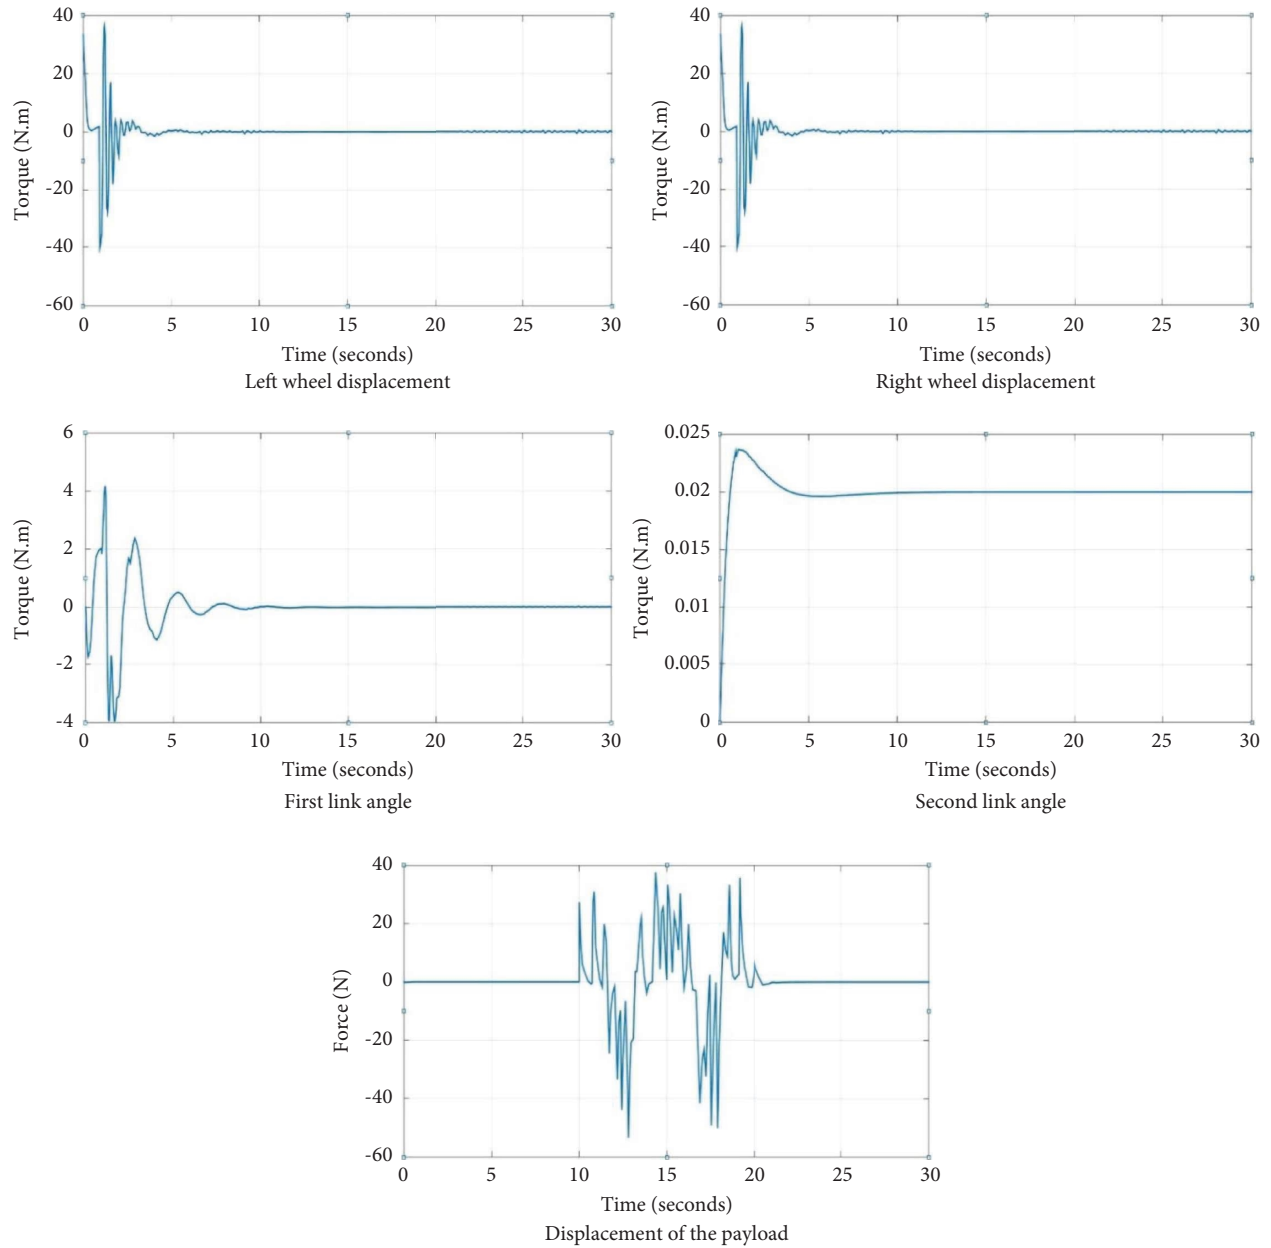 40
20
0
-20
-40
-60
Torque (N.m)
0 5 10 15 20 25 30
Time (seconds)
Left wheel displacement
40
20
0
-20
-40
-60
Torque (N.m)
0 5 10 15 20 25 30
Time (seconds)
Right wheel displacement
6
4
2
0
-2
-4
Torque (N.m)
0 5 10 15 20 25 30
Time (seconds)
First link angle
0.025
0.02
0.015
0.01
0.005
0
Torque (N.m)
0 5 10 15 20 25 30
Time (seconds)
Second link angle
40
20
0
-20
-40
-60
Force (N)
0 5 10 15 20 25 30
Time (seconds)
Displacement of the payload